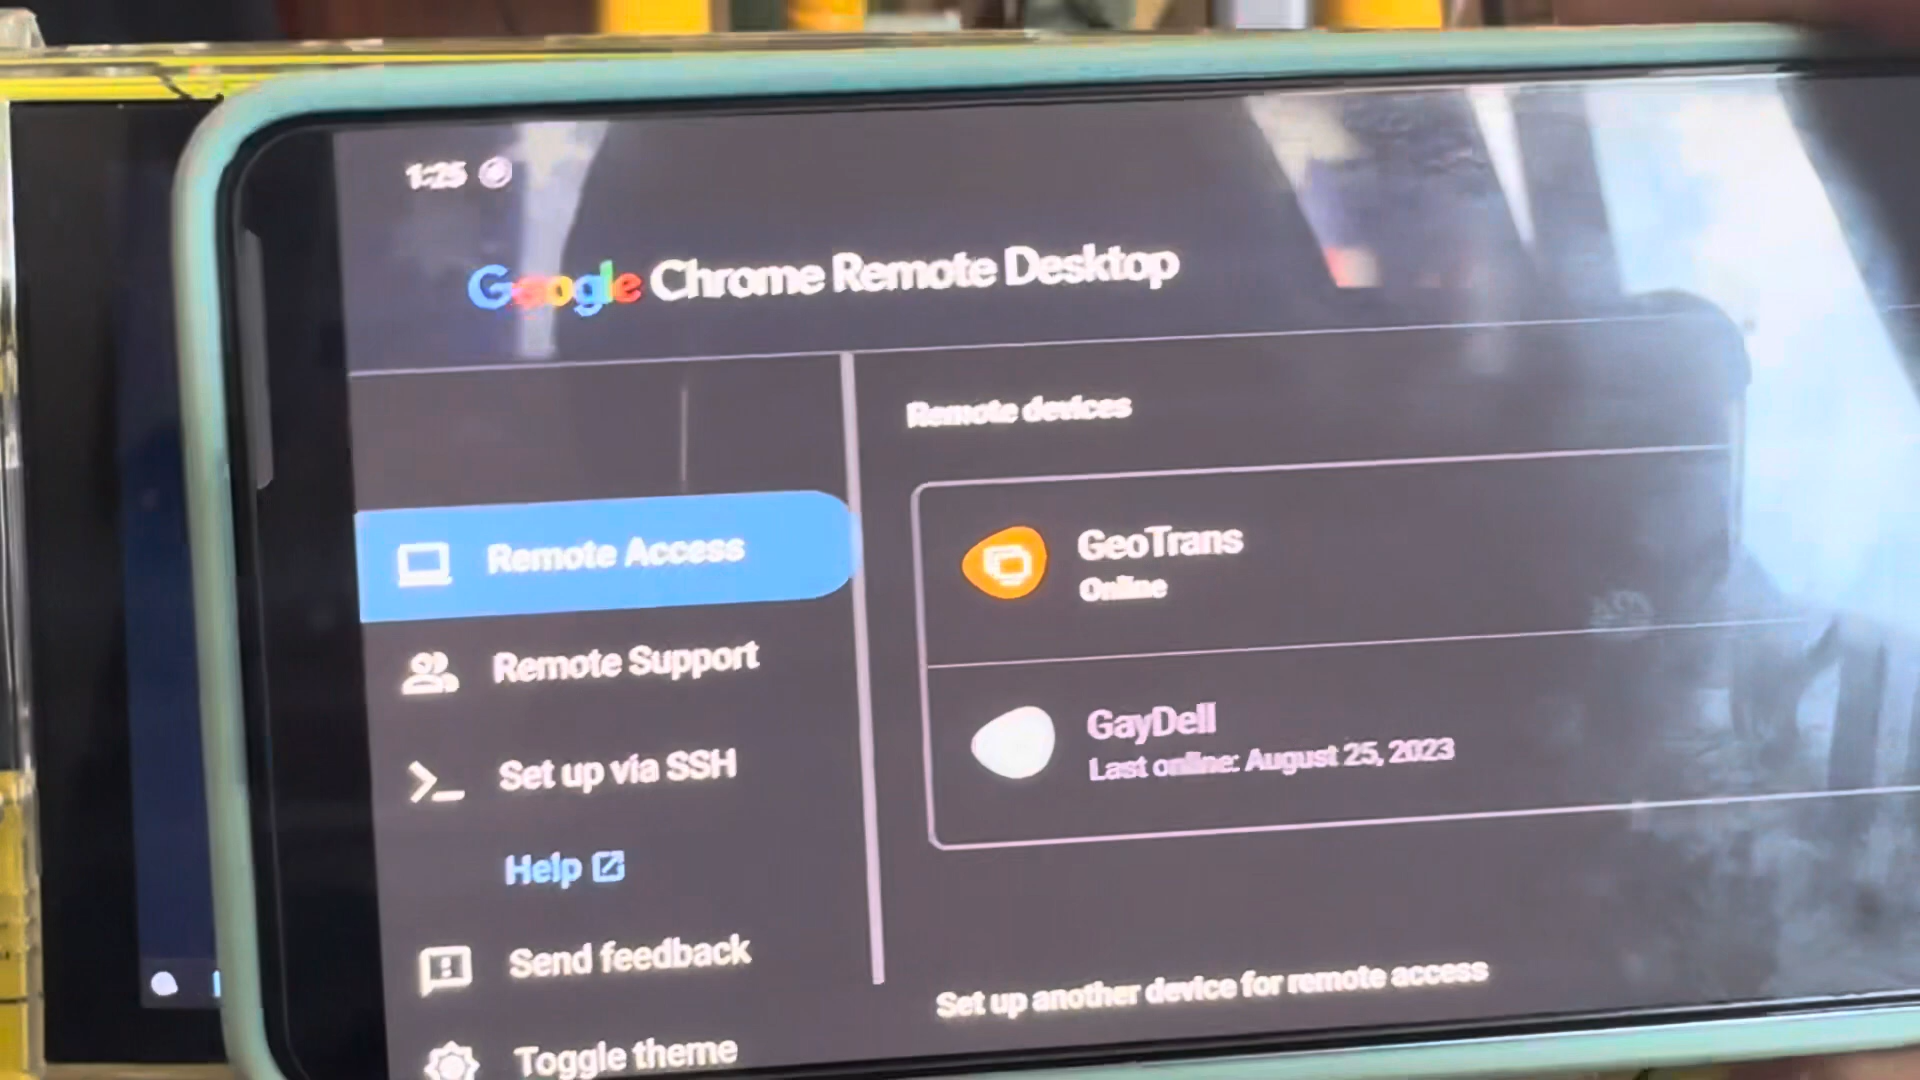 1:25
Google Chrome Remote Desktop
Remote devices
Remote Access
GeoTrans
Online
Remote Support
GayDell
Last online: August 25, 2023
Set up via SSH
Help
Send feedback
Set up another device for remote access
Toggle theme